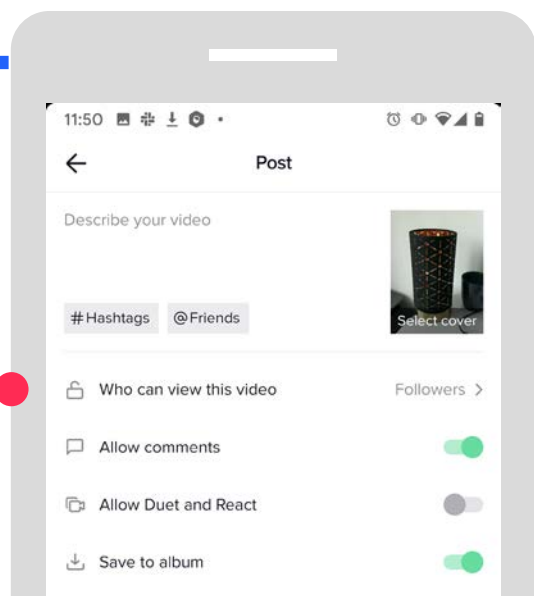 11:50
Post
Describe your video
Select cover
#Hashtags @Friends
Who can view this video Followers >
Allow comments
Allow Duet and React
Save to album